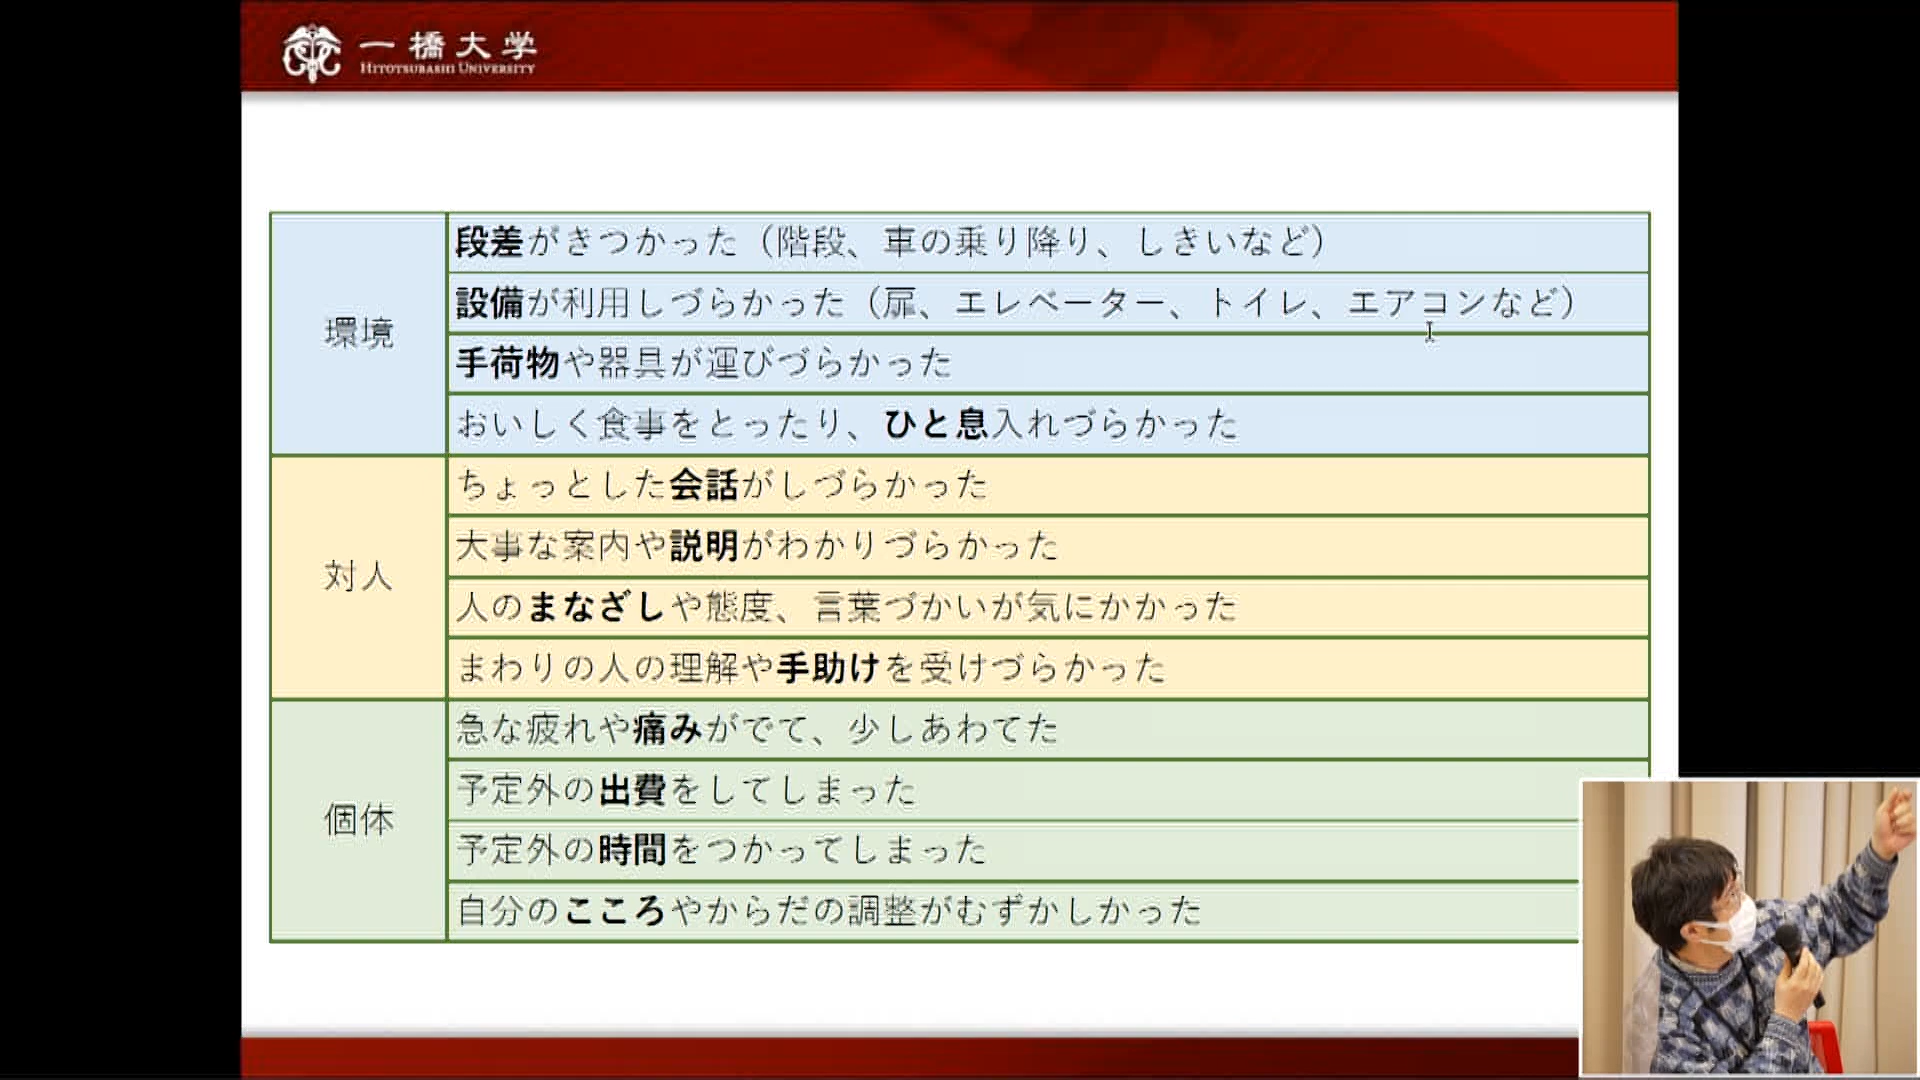 一橋大学
HITOTSUBASHI UNIVERSITY
環境
段差がきつかった（階段、車の乗り降り、しきいなど）
設備が利用しづらかった（扉、エレベーター、トイレ、エアコンなど）
手荷物や器具が運びづらかった
おいしく食事をとったり、ひと息入れづらかった
対人
ちょっとした会話がしづらかった
大事な案内や説明がわかりづらかった
人のまなざしや態度、言葉づかいが気にかかった
まわりの人の理解や手助けを受けづらかった
個体
急な疲れや痛みがでて、少しあわてた
予定外の出費をしてしまった
予定外の時間をつかってしまった
自分のこころやからだの調整がむずかしかった